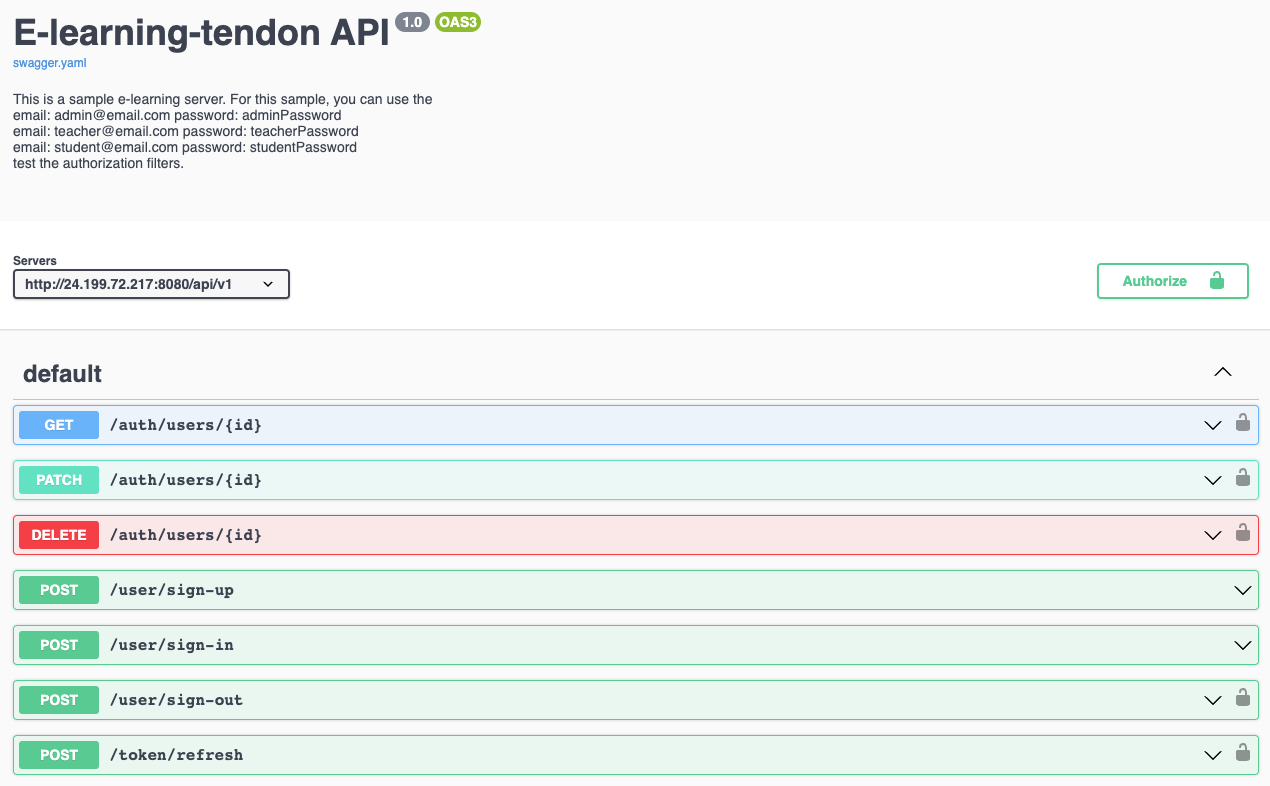 E-learning-tendon API 1.0 OAS3
swagger.yaml
This is a sample e-learning server. For this sample, you can use the
email: admin@email.com password: adminPassword
email: teacher@email.com password: teacherPassword
email: student@email.com password: studentPassword
test the authorization filters.
Servers
http://24.199.72.217:8080/api/v1
Authorize
default
GET /auth/users/{id}
PATCH /auth/users/{id}
DELETE /auth/users/{id}
POST /user/sign-up
POST /user/sign-in
POST /user/sign-out
POST /token/refresh